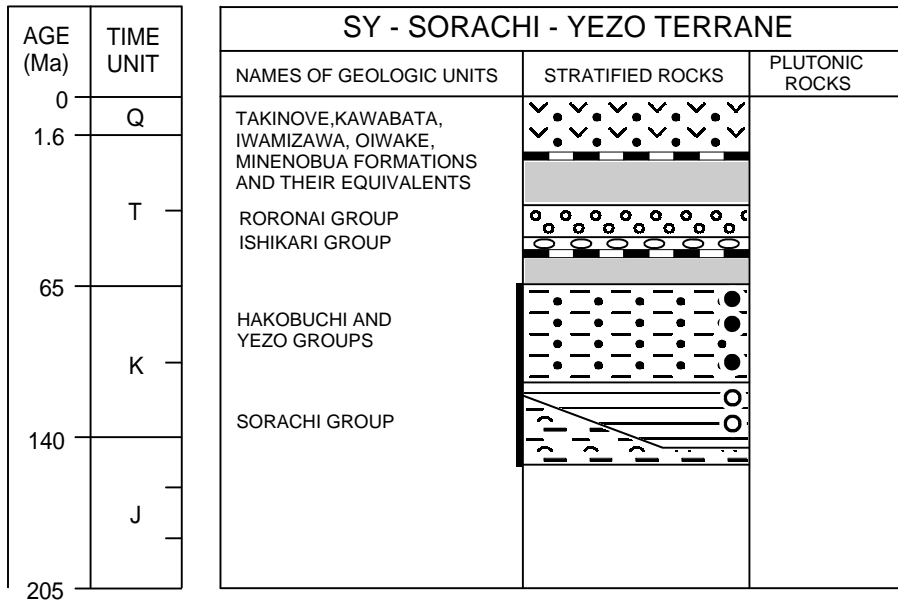 AGE
(Ma)
TIME
UNIT
0
1.6
65
140
205
Q
T
K
J
SY - SORACHI - YEZO TERRANE
NAMES OF GEOLOGIC UNITS
STRATIFIED ROCKS
PLUTONIC
ROCKS
TAKINOVE,KAWABATA,
IWAMIZAWA, OIWAKE,
MINENOBUA FORMATIONS
AND THEIR EQUIVALENTS
RORONAI GROUP
ISHIKARI GROUP
HAKOBUCHI AND
YEZO GROUPS
SORACHI GROUP